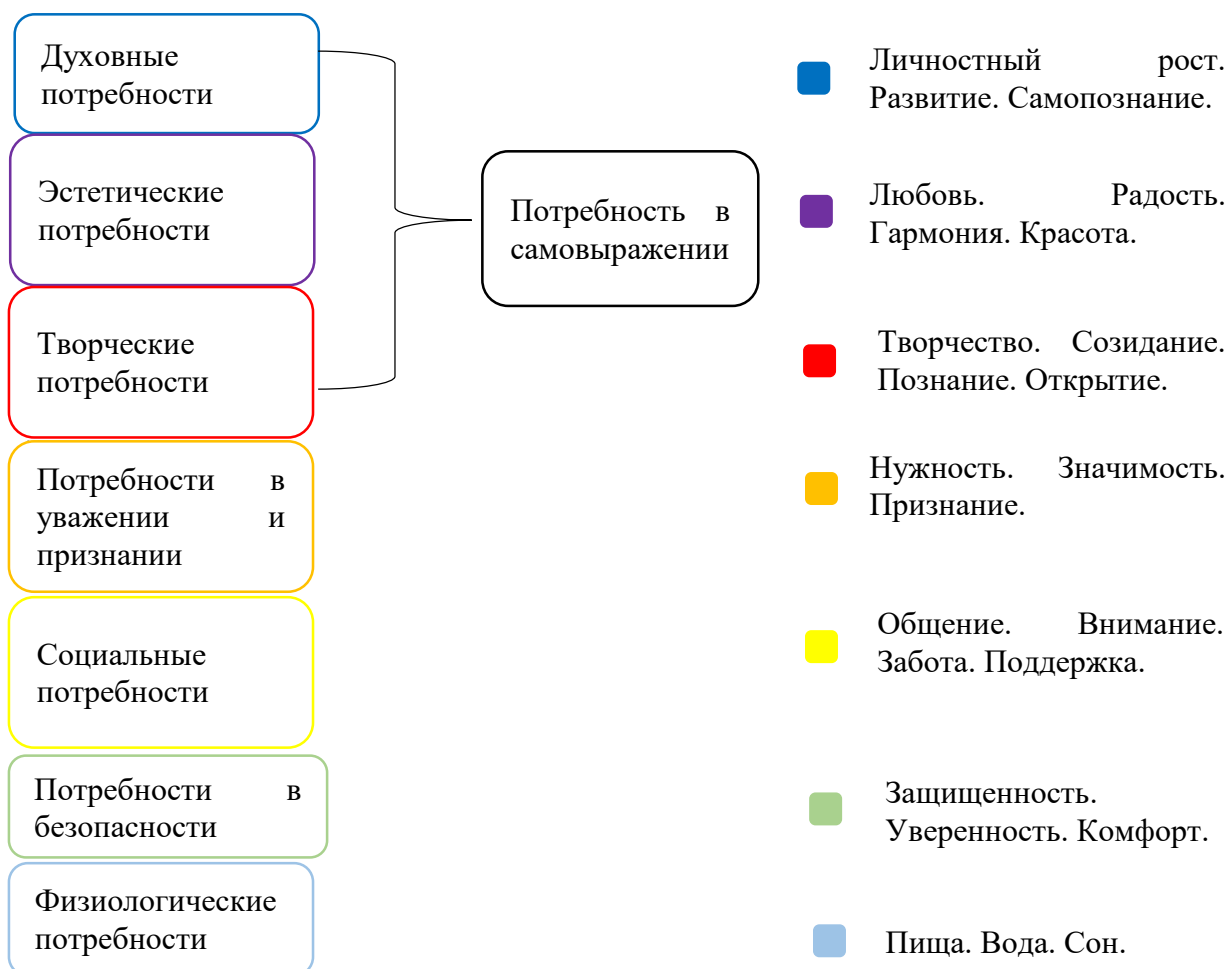 Духовные
потребности
Эстетические
потребности
Творческие
потребности
Потребности в
уважении и
признании
Социальные
потребности
Потребности в
безопасности
Физиологические
потребности
Потребность в
самовыражении
Личностный рост.
Развитие. Самопознание.
Любовь. Радость.
Гармония. Красота.
Творчество. Созидание.
Познание. Открытие.
Нужность. Значимость.
Признание.
Общение. Внимание.
Забота. Поддержка.
Защищенность.
Уверенность. Комфорт.
Пища. Вода. Сон.